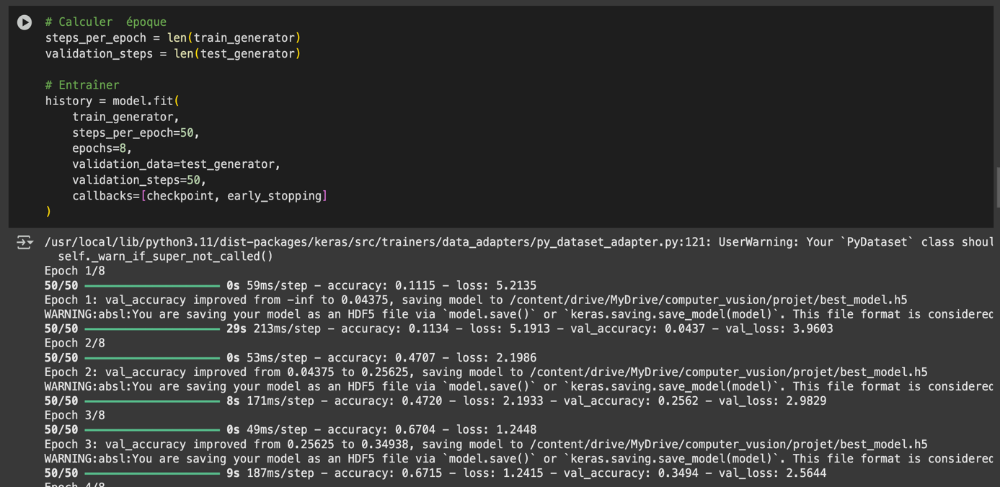 # Calculer  époque
steps_per_epoch = len(train_generator)
validation_steps = len(test_generator)
# Entraîner
history = model.fit(
    train_generator,
    steps_per_epoch=50,
    epochs=8,
    validation_data=test_generator,
    validation_steps=50,
    callbacks=[checkpoint, early_stopping]
)
/usr/local/lib/python3.11/dist-packages/keras/src/trainers/data_adapters/py_dataset_adapter.py:121: UserWarning: Your `PyDataset` class shoul
  self._warn_if_super_not_called()
Epoch 1/8
50/50 0s 59ms/step - accuracy: 0.1115 - loss: 5.2135
Epoch 1: val_accuracy improved from -inf to 0.04375, saving model to /content/drive/MyDrive/computer_vusion/projet/best_model.h5
WARNING:absl:You are saving your model as an HDF5 file via `model.save()` or `keras.saving.save_model(model)`. This file format is considered
50/50 29s 213ms/step - accuracy: 0.1134 - loss: 5.1913 - val_accuracy: 0.0437 - val_loss: 3.9603
Epoch 2/8
50/50 0s 53ms/step - accuracy: 0.4707 - loss: 2.1986
Epoch 2: val_accuracy improved from 0.04375 to 0.25625, saving model to /content/drive/MyDrive/computer_vusion/projet/best_model.h5
WARNING:absl:You are saving your model as an HDF5 file via `model.save()` or `keras.saving.save_model(model)`. This file format is considered
50/50 8s 171ms/step - accuracy: 0.4720 - loss: 2.1933 - val_accuracy: 0.2562 - val_loss: 2.9829
Epoch 3/8
50/50 0s 49ms/step - accuracy: 0.6704 - loss: 1.2448
Epoch 3: val_accuracy improved from 0.25625 to 0.34938, saving model to /content/drive/MyDrive/computer_vusion/projet/best_model.h5
WARNING:absl:You are saving your model as an HDF5 file via `model.save()` or `keras.saving.save_model(model)`. This file format is considered
50/50 9s 187ms/step - accuracy: 0.6715 - loss: 1.2415 - val_accuracy: 0.3494 - val_loss: 2.5644
Epoch 4/8